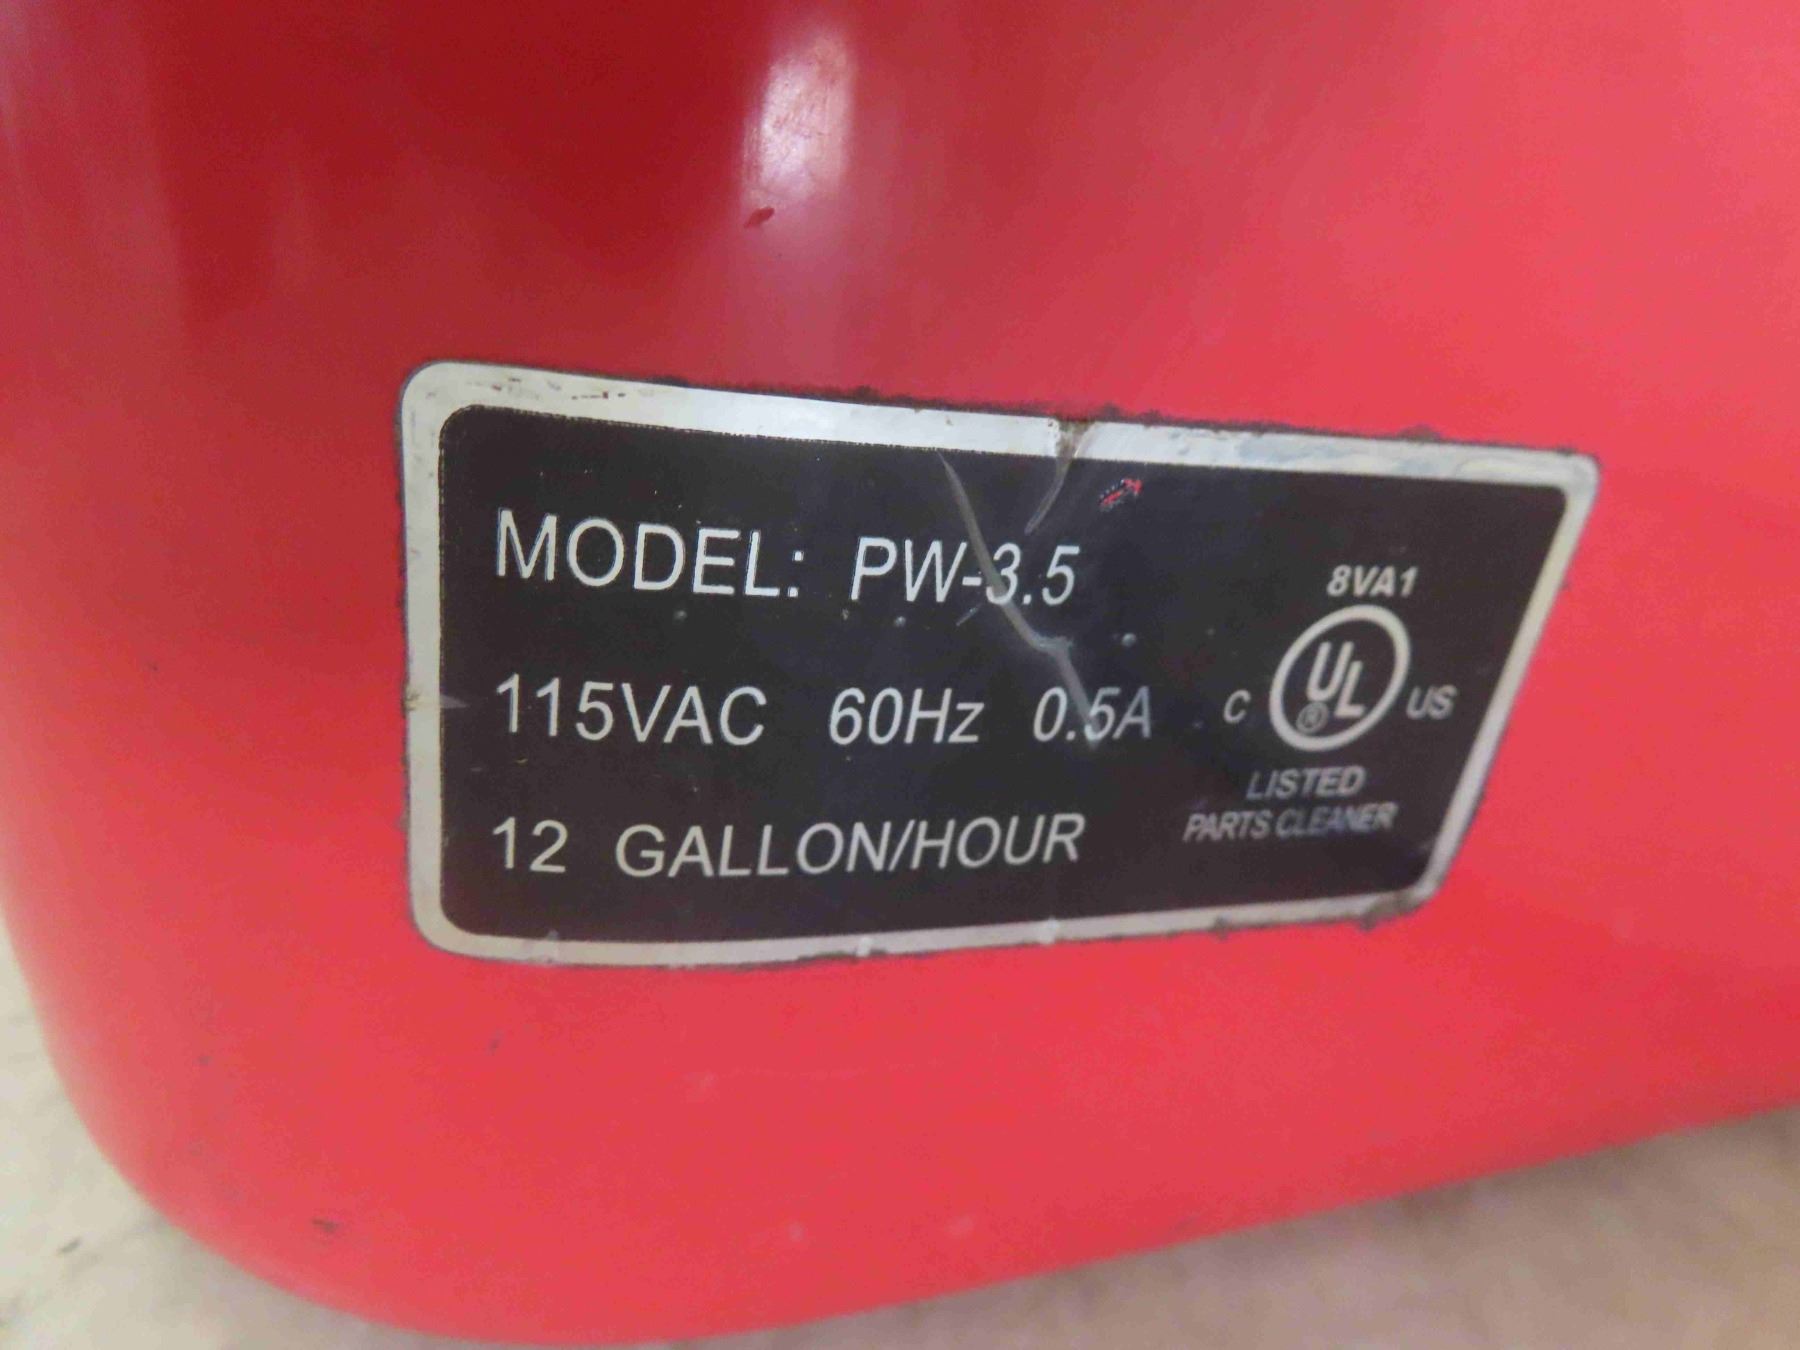 MODEL: PW-3.5
115VAC 60Hz 0.5A
12 GALLON/HOUR
8VA1
C UL ® US
LISTED
PARTS CLEANER